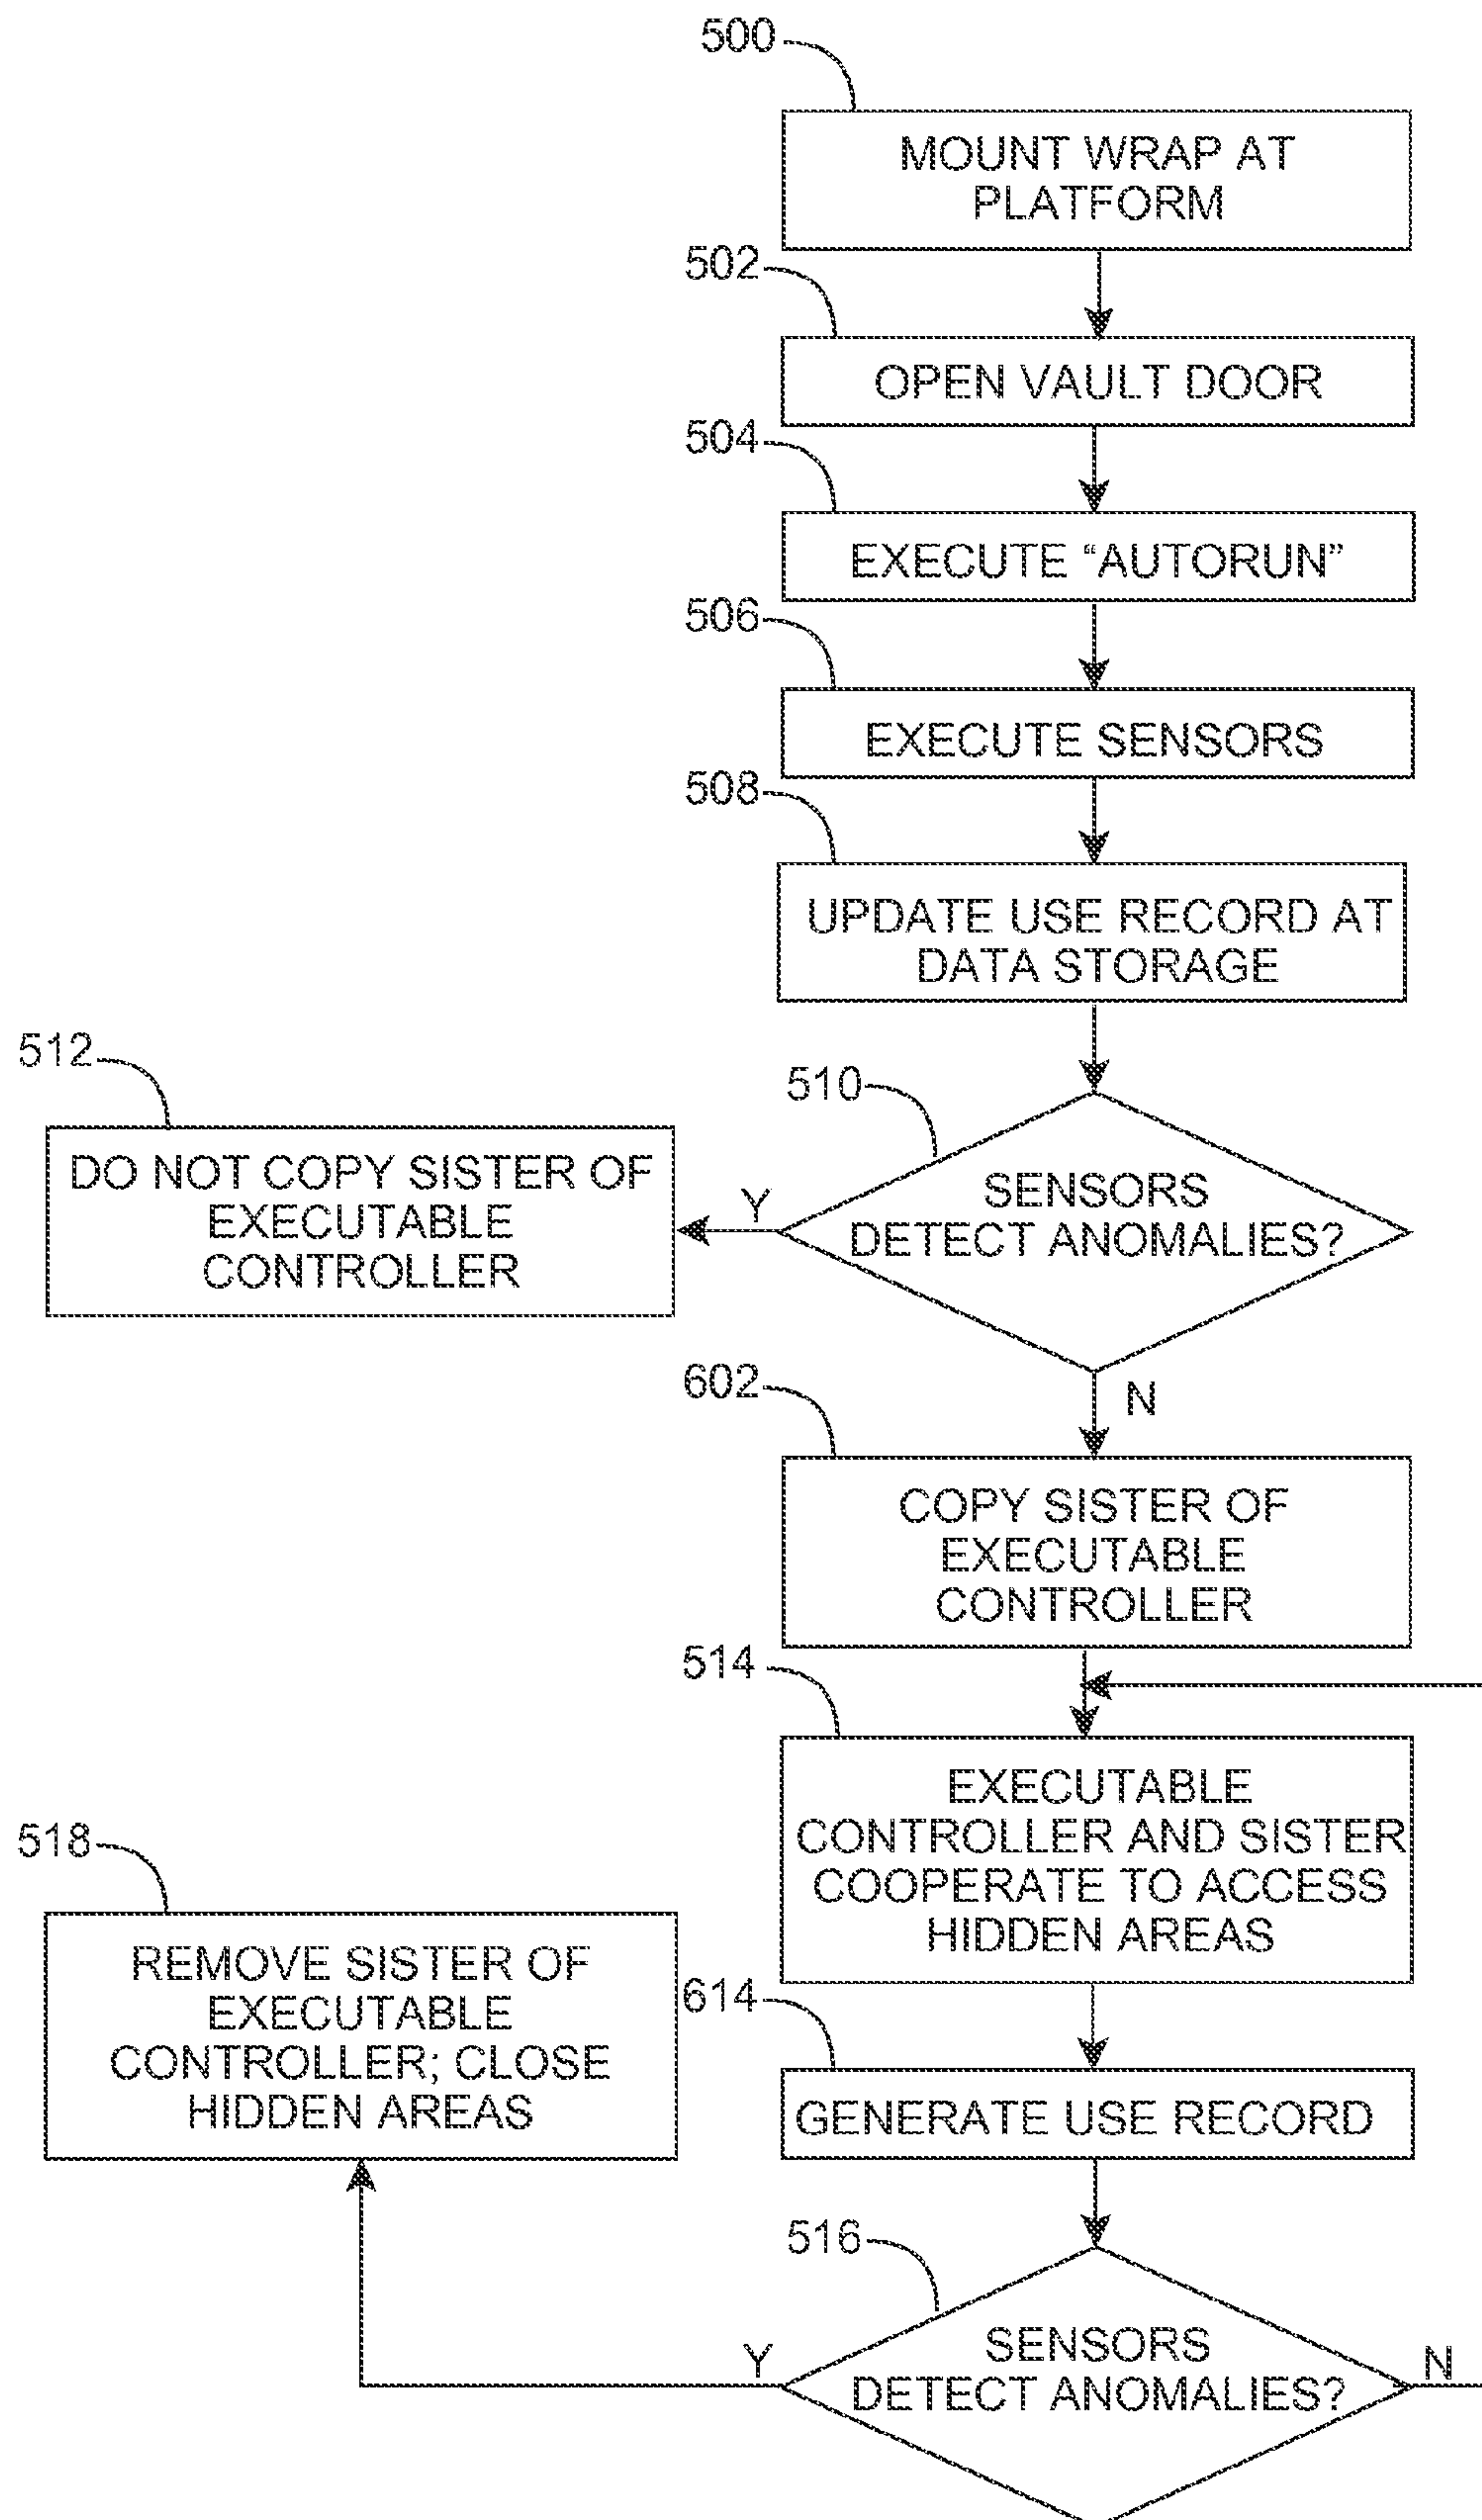 500
MOUNT WRAP AT
PLATFORM
502
OPEN VAULT DOOR
504
EXECUTE “AUTORUN”
506
EXECUTE SENSORS
508
UPDATE USE RECORD AT
DATA STORAGE
510
SENSORS
DETECT ANOMALIES?
Y
512
DO NOT COPY SISTER OF
EXECUTABLE
CONTROLLER
N
602
COPY SISTER OF
EXECUTABLE
CONTROLLER
514
EXECUTABLE
CONTROLLER AND SISTER
COOPERATE TO ACCESS
HIDDEN AREAS
614
GENERATE USE RECORD
516
SENSORS
DETECT ANOMALIES?
Y
N
518
REMOVE SISTER OF
EXECUTABLE
CONTROLLER; CLOSE
HIDDEN AREAS